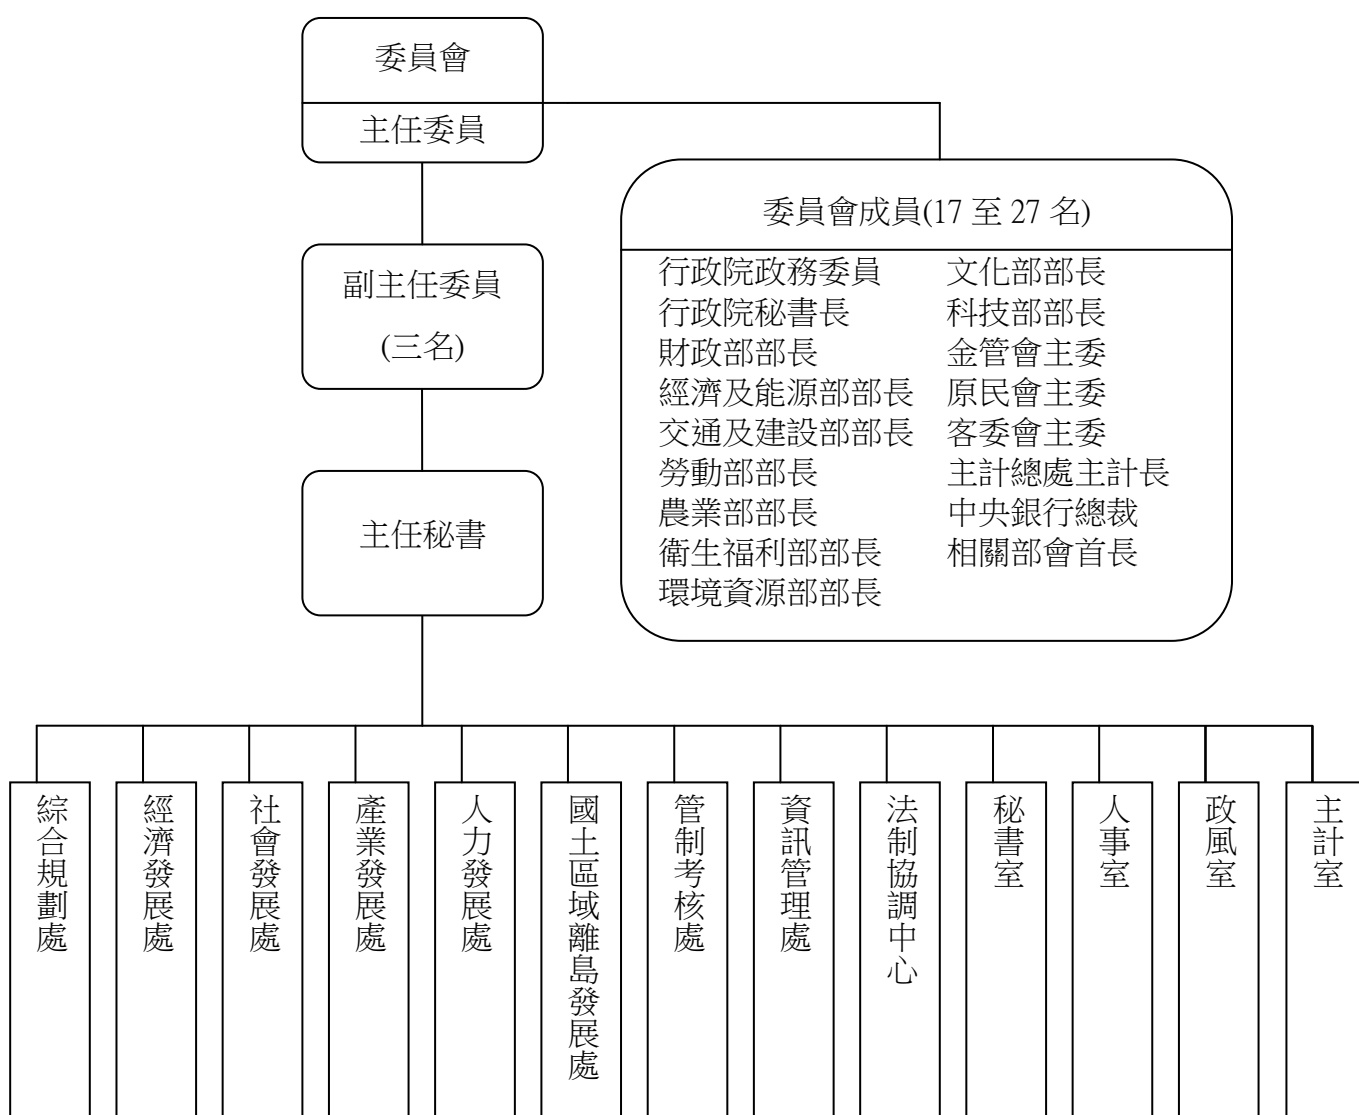 委員會
主任委員
委員會成員(17 至 27 名)
行政院政務委員
行政院秘書長
財政部部長
經濟及能源部部長
交通及建設部部長
勞動部部長
農業部部長
衛生福利部部長
環境資源部部長
文化部部長
科技部部長
金管會主委
原民會主委
客委會主委
主計總處主計長
中央銀行總裁
相關部會首長
副主任委員
(三名)
主任秘書
綜合規劃處
經濟發展處
社會發展處
產業發展處
人力發展處
國土區域離島發展處
管制考核處
資訊管理處
法制協調中心
秘書室
人事室
政風室
主計室